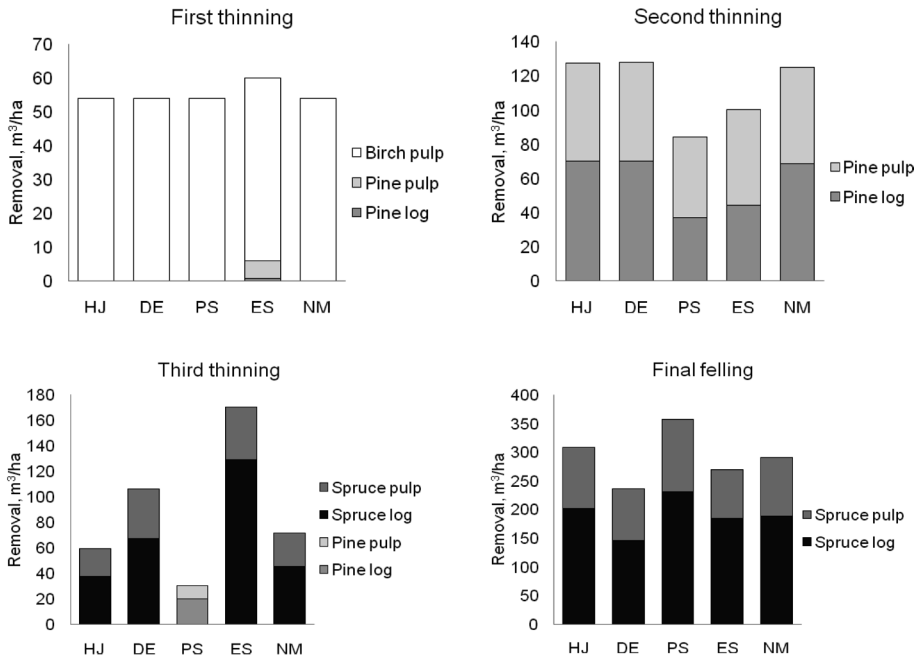 First thinning
Removal, m³/ha
70
60
50
40
30
20
10
0
HJ DE PS ES NM
Birch pulp
Pine pulp
Pine log
Second thinning
Removal, m³/ha
140
120
100
80
60
40
20
0
HJ DE PS ES NM
Pine pulp
Pine log
Third thinning
Removal, m³/ha
180
160
140
120
100
80
60
40
20
0
HJ DE PS ES NM
Spruce pulp
Spruce log
Pine pulp
Pine log
Final felling
Removal, m³/ha
400
350
300
250
200
150
100
50
0
HJ DE PS ES NM
Spruce pulp
Spruce log